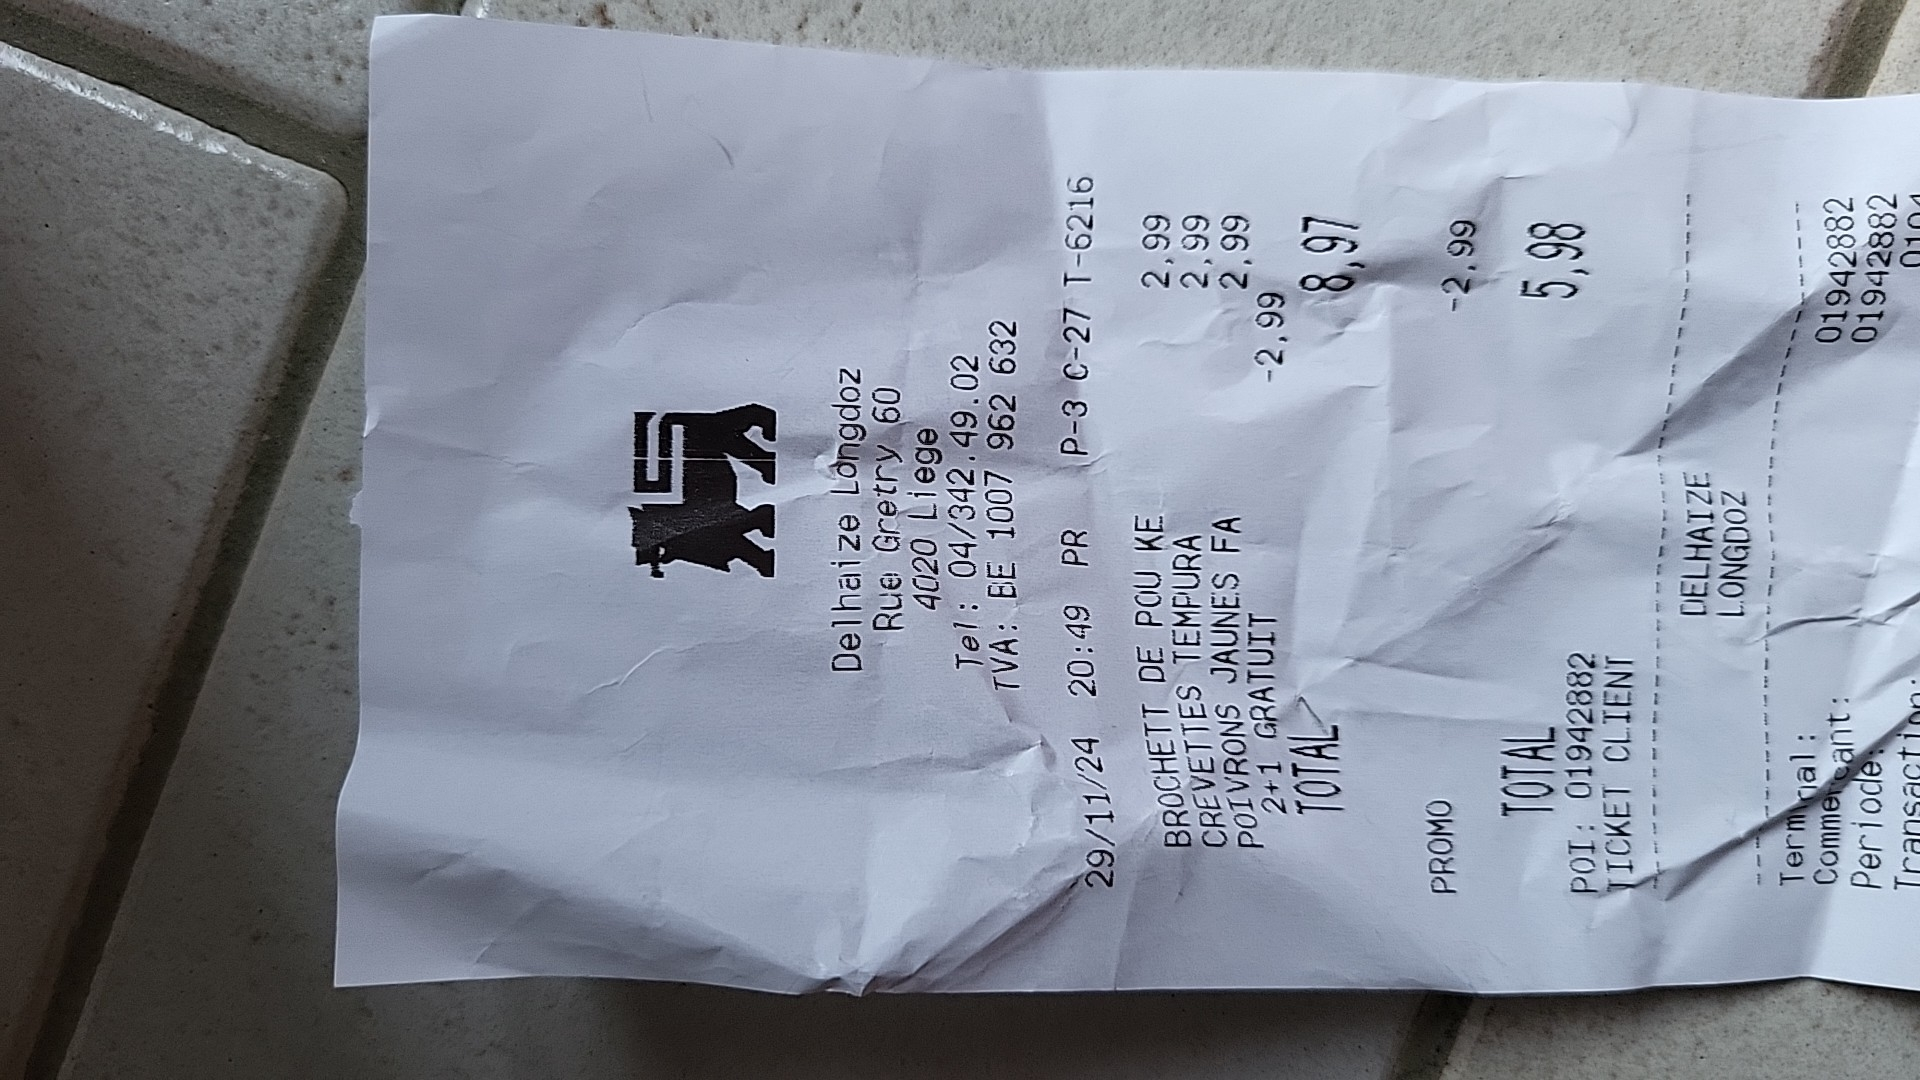 Delhaize Longdoz
Rue Gretry 60
4020 Liege
Tel: 04/342.49.02
TVA: BE 1007 962 632
29/11/24 20:49 PR P-3 C-27 T-6216
BROCHETT DE POU KE 2,99
CREVETTES TEMPURA 2,99
POIVRONS JAUNES FA 2,99
2+1 GRATUIT -2,99
TOTAL 8,97
PROMO -2,99
TOTAL 5,98
POI: 01942882
TICKET CLIENT
DELHAIZE
LONGDOZ
Terminal: 01942882
Commercant: 01942882
Periode:
Transaction: